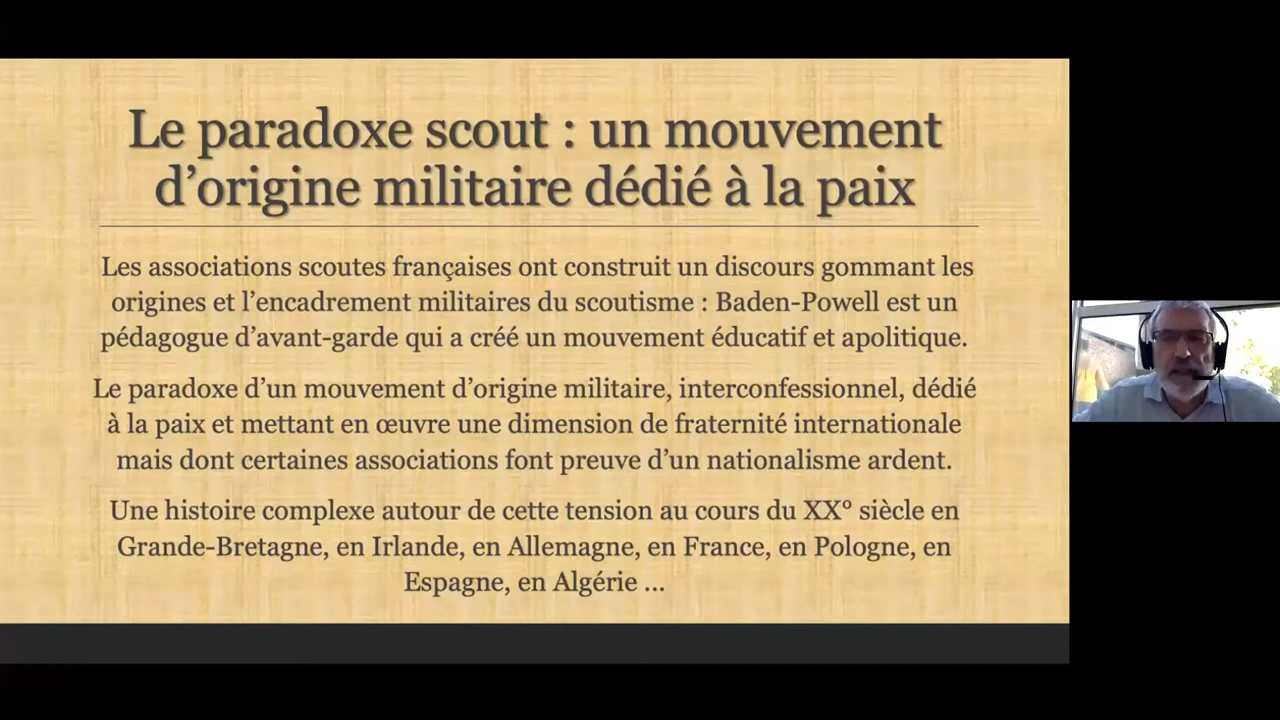 Le paradoxe scout : un mouvement
d’origine militaire dédié à la paix
Les associations scoutes françaises ont construit un discours gommant les
origines et l’encadrement militaires du scoutisme : Baden-Powell est un
pédagogue d’avant-garde qui a créé un mouvement éducatif et apolitique.
Le paradoxe d’un mouvement d’origine militaire, interconfessionnel, dédié
à la paix et mettant en œuvre une dimension de fraternité internationale
mais dont certaines associations font preuve d’un nationalisme ardent.
Une histoire complexe autour de cette tension au cours du XX° siècle en
Grande-Bretagne, en Irlande, en Allemagne, en France, en Pologne, en
Espagne, en Algérie ...